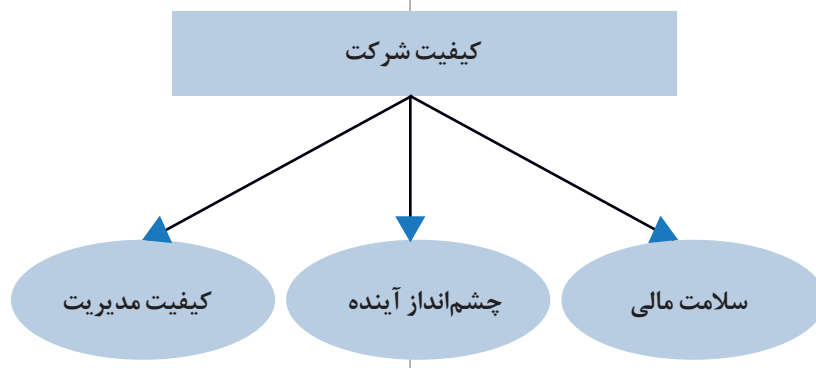 کیفیت شرکت
سلامت مالی
چشم‌انداز آینده
کیفیت مدیریت